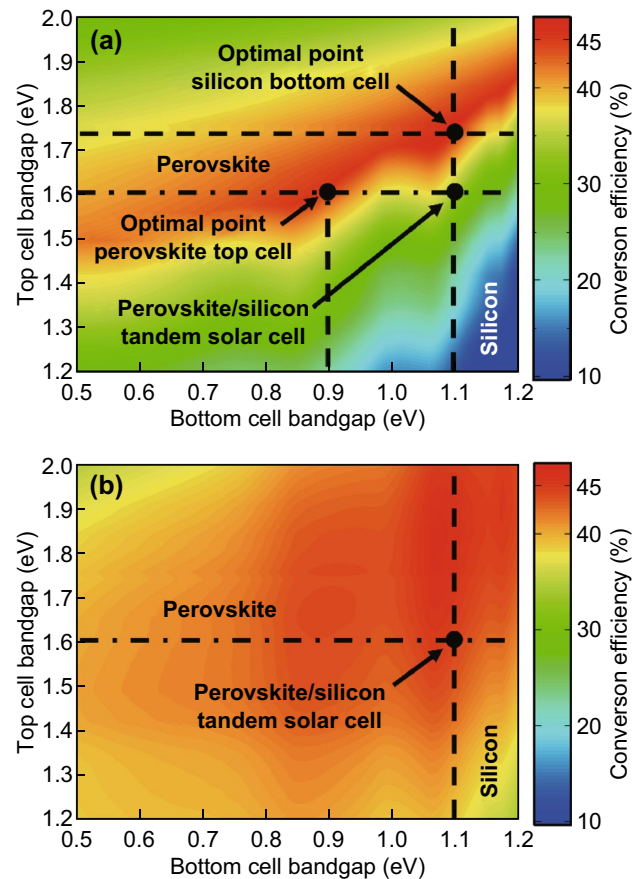 (a)
Optimal point
silicon bottom cell
Perovskite
Optimal point
perovskite top cell
Perovskite/silicon
tandem solar cell
Silicon
Top cell bandgap (eV)
2.0
1.9
1.8
1.7
1.6
1.5
1.4
1.3
1.2
0.5 0.6 0.7 0.8 0.9 1.0 1.1 1.2
Bottom cell bandgap (eV)
45
40
30
20
10
Converson efficiency (%)
(b)
Perovskite
Perovskite/silicon
tandem solar cell
Silicon
Top cell bandgap (eV)
2.0
1.9
1.8
1.7
1.6
1.5
1.4
1.3
1.2
0.5 0.6 0.7 0.8 0.9 1.0 1.1 1.2
Bottom cell bandgap (eV)
45
40
30
20
10
Converson efficiency (%)